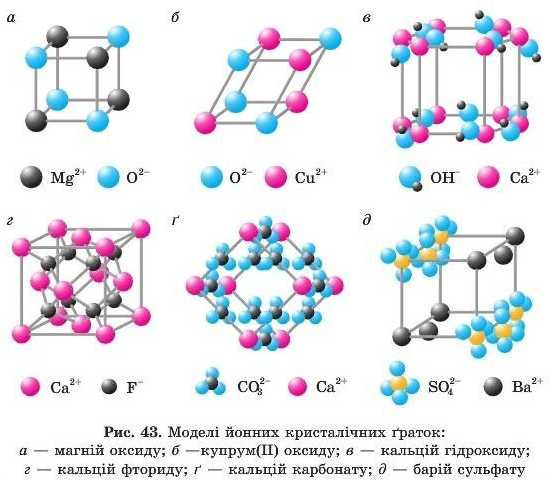 а
б
в
Mg²⁺ O²⁻
O²⁻ Cu²⁺
OH⁻ Ca²⁺
г
ґ
д
Ca²⁺ F⁻
CO₃²⁻ Ca²⁺
SO₄²⁻ Ba²⁺
Рис. 43. Моделі йонних кристалічних ґраток:
а — магній оксиду; б —купрум(ІІ) оксиду; в — кальцій гідроксиду;
г — кальцій фториду; ґ — кальцій карбонату; д — барій сульфату